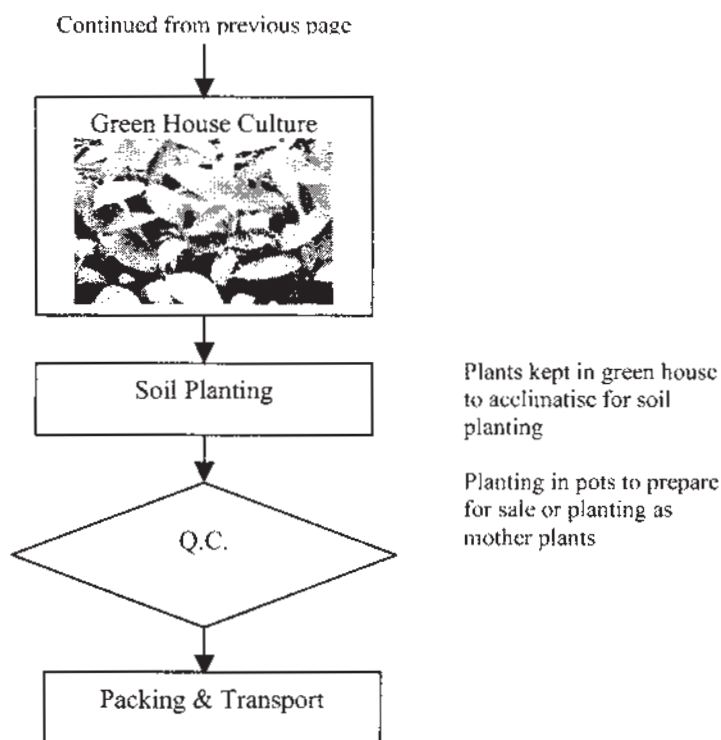 Continued from previous page
Green House Culture
Soil Planting
Plants kept in green house
to acclimatise for soil
planting
Planting in pots to prepare
for sale or planting as
mother plants
Q.C.
Packing & Transport